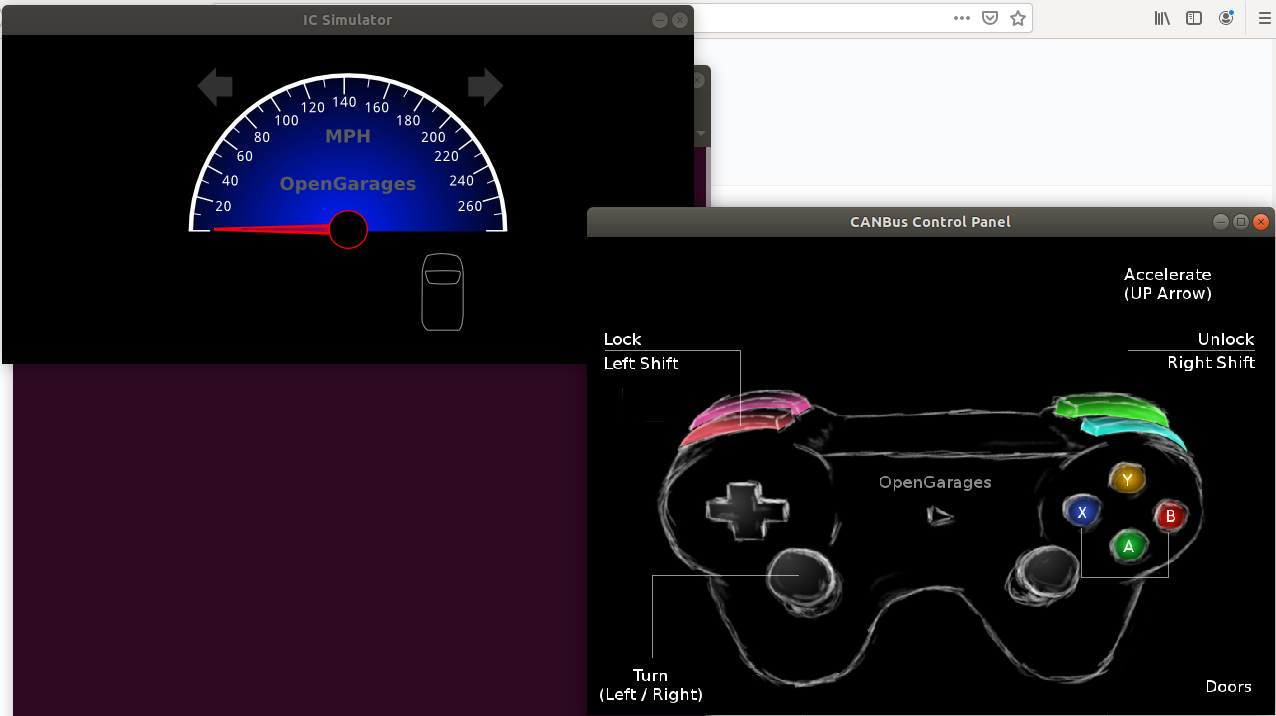 IC Simulator
20
40
60
80
100
120
140
160
180
200
220
240
260
MPH
OpenGarages
CANBus Control Panel
Accelerate
(UP Arrow)
Lock
Left Shift
Unlock
Right Shift
OpenGarages
Y
X
B
A
Turn
(Left / Right)
Doors